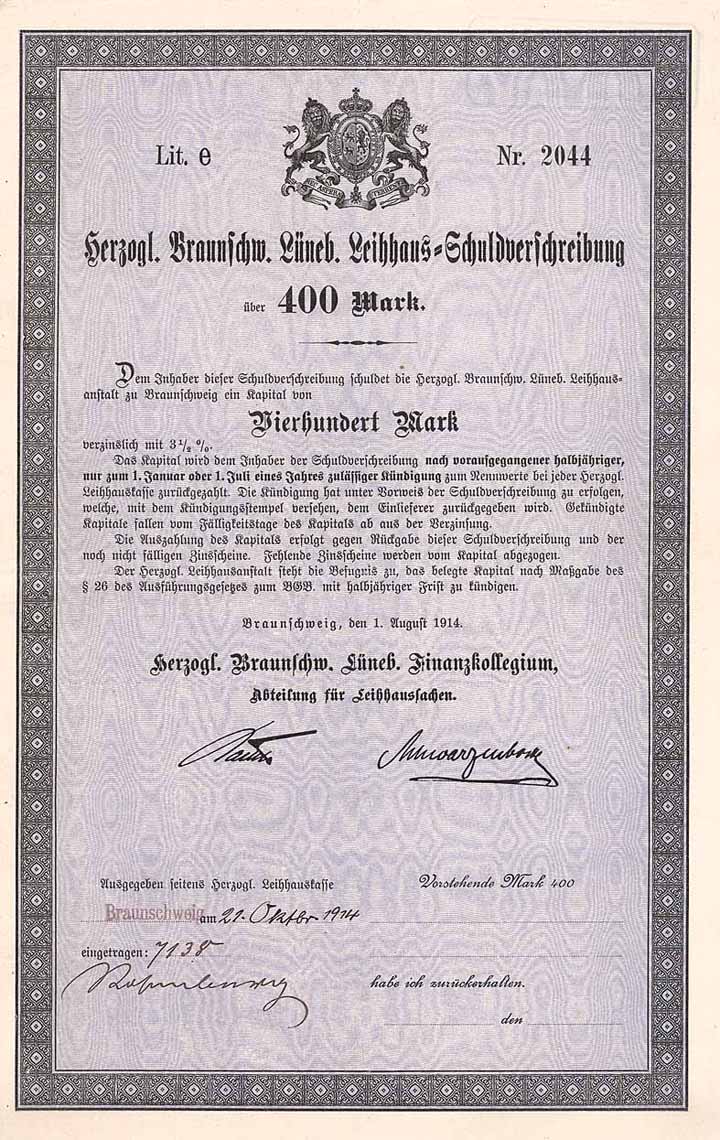 Lit. e Nr. 2044
NEC ASPERA TERRENT
Herzogl. Braunschw. Lüneb. Leihhaus=Schuldverschreibung
über 400 Mark.
Dem Inhaber dieser Schuldverschreibung schuldet die Herzogl. Braunschw. Lüneb. Leihhaus-
anstalt zu Braunschweig ein Kapital von
Vierhundert Mark
verzinslich mit 3½%.
Das Kapital wird dem Inhaber der Schuldverschreibung nach vorausgegangener halbjähriger,
nur zum 1. Januar oder 1. Juli eines Jahres zulässiger Kündigung zum Nennwerte bei jeder Herzogl.
Leihhauskasse zurückgezahlt. Die Kündigung hat unter Vorweis der Schuldverschreibung zu erfolgen,
welche, mit dem Kündigungsstempel versehen, dem Einlieferer zurückgegeben wird. Gekündigte
Kapitale fallen vom Fälligkeitstage des Kapitals ab aus der Verzinsung.
Die Auszahlung des Kapitals erfolgt gegen Rückgabe dieser Schuldverschreibung und der
noch nicht fälligen Zinsscheine. Fehlende Zinsscheine werden vom Kapital abgezogen.
Der Herzogl. Leihhausanstalt steht die Befugnis zu, das belegte Kapital nach Maßgabe des
§ 26 des Ausführungsgesetzes zum BGB. mit halbjähriger Frist zu kündigen.
Braunschweig, den 1. August 1914.
Herzogl. Braunschw. Lüneb. Finanzkollegium,
Abteilung für Leihhaussachen.
Schwarzenbock
Ausgegeben seitens Herzogl. Leihhauskasse
Braunschweig am 21. Oktbr. 1914
eingetragen: 7138
Vorstehende Mark 400
habe ich zurückerhalten.
den